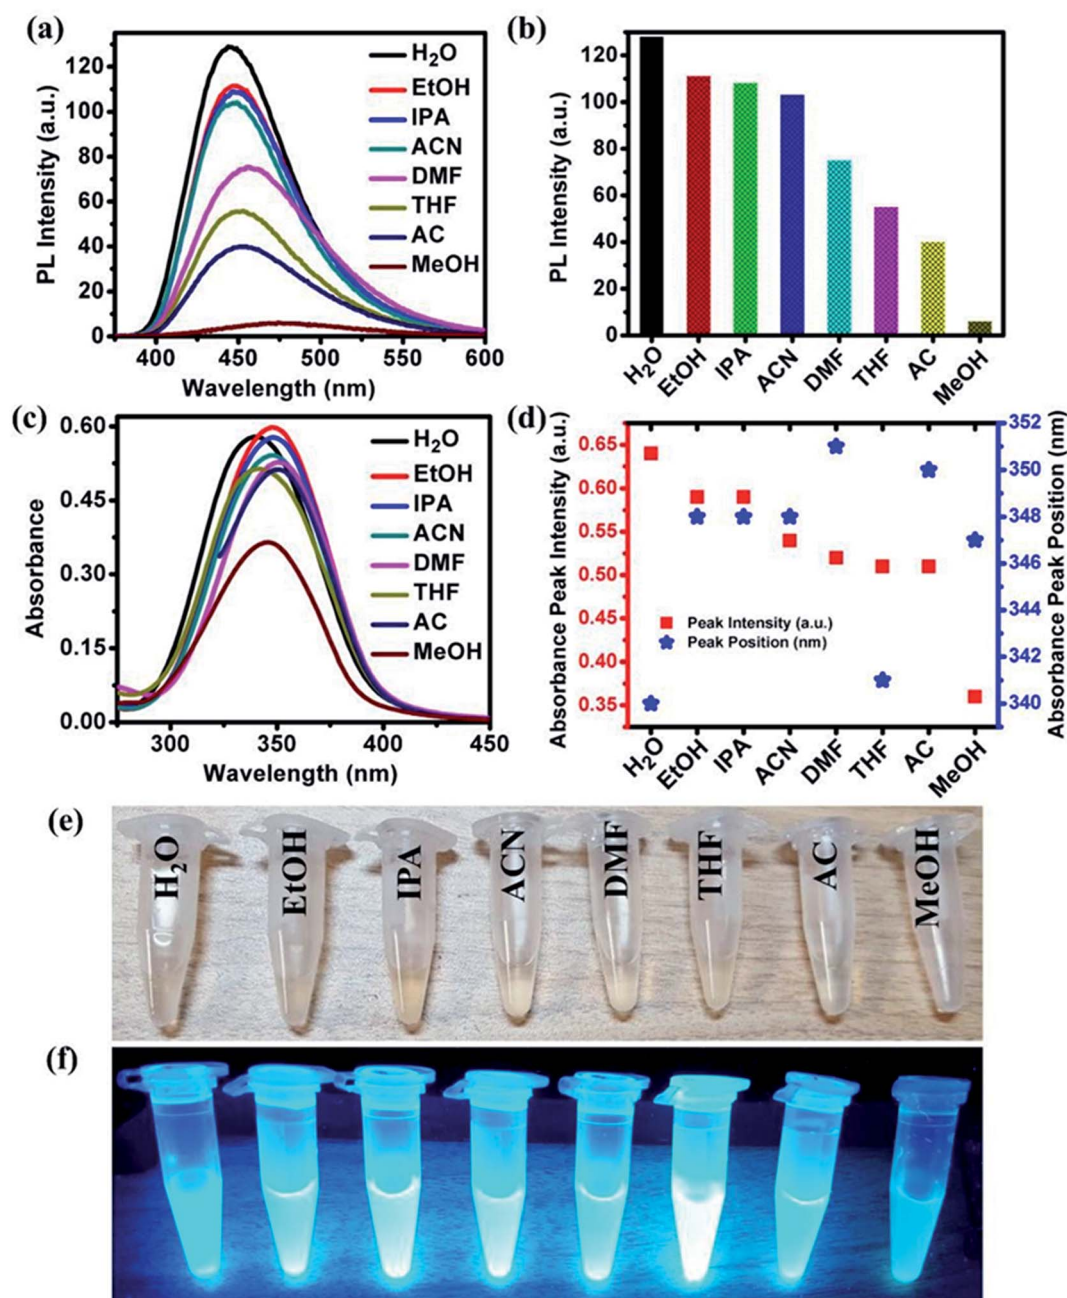 (a)
PL Intensity (a.u.)
120
100
80
60
40
20
0
400
450
500
550
600
Wavelength (nm)
H₂O
EtOH
IPA
ACN
DMF
THF
AC
MeOH
(b)
PL Intensity (a.u.)
120
100
80
60
40
20
0
H₂O
EtOH
IPA
ACN
DMF
THF
AC
MeOH
(c)
Absorbance
0.60
0.45
0.30
0.15
0.00
300
350
400
450
Wavelength (nm)
H₂O
EtOH
IPA
ACN
DMF
THF
AC
MeOH
(d)
Absorbance Peak Intensity (a.u.)
0.65
0.60
0.55
0.50
0.45
0.40
0.35
Peak Intensity (a.u.)
Peak Position (nm)
352
350
348
346
344
342
340
Absorbance Peak Position (nm)
H₂O
EtOH
IPA
ACN
DMF
THF
AC
MeOH
(e)
H₂O
EtOH
IPA
ACN
DMF
THF
AC
MeOH
(f)